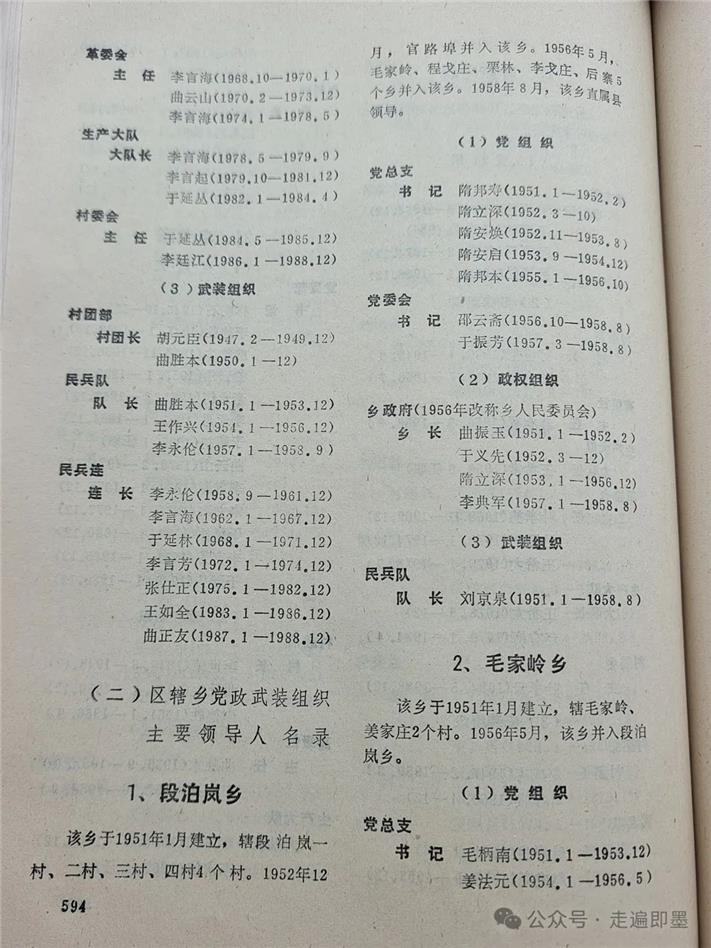 革委会
主 任 李言海(1968.10—1970.1)
曲云山(1970.2—1973.12)
李言海(1974.1—1978.5)
生产大队
大队长 李言海(1978.5—1979.9)
李言起(1979.10—1981.12)
于延丛(1982.1—1984.4)
村委会
主 任 于延丛(1984.5—1985.12)
李廷江(1986.1—1988.12)
(3)武装组织
村团部
村团长 胡元臣(1947.2—1949.12)
曲胜本(1950.1—12)
民兵队
队 长 曲胜本(1951.1—1953.12)
王作兴(1954.1—1956.12)
李永伦(1957.1—1958.9)
民兵连
连 长 李永伦(1958.9—1961.12)
李言海(1962.1—1967.12)
于延林(1968.1—1971.12)
李言芳(1972.1—1974.12)
张仕正(1975.1—1982.12)
王如全(1983.1—1986.12)
曲正友(1987.1—1988.12)
(二)区辖乡党政武装组织
主要领导人名录
1、段泊岚乡
该乡于1951年1月建立,辖段泊岚一
村、二村、三村、四村4个村。1952年12
594
月,官路埠并入该乡。1956年5月,
毛家岭、程戈庄、栗林、李戈庄、后寨5
个乡并入该乡。1958年8月,该乡直属县
领导。
(1)党组织
党总支
书 记 隋邦寿(1951.1—1952.2)
隋立深(1952.3—10)
隋安焕(1952.11—1953.8)
隋安启(1953.9—1954.12)
隋邦本(1955.1—1956.10)
党委会
书 记 邵云斋(1956.10—1958.8)
于振芳(1957.3—1958.8)
(2)政权组织
乡政府(1956年改称乡人民委员会)
乡 长 曲振玉(1951.1—1952.2)
于义先(1952.3—12)
隋立深(1953.1—1956.12)
李典军(1957.1—1958.8)
(3)武装组织
民兵队
队 长 刘京泉(1951.1—1958.8)
2、毛家岭乡
该乡于1951年1月建立,辖毛家岭、
姜家庄2个村。1956年5月,该乡并入段泊
岚乡。
(1)党组织
党总支
书 记 毛柄南(1951.1—1953.12)
姜法元(1954.1—1956.5)
公众号·走遍即墨